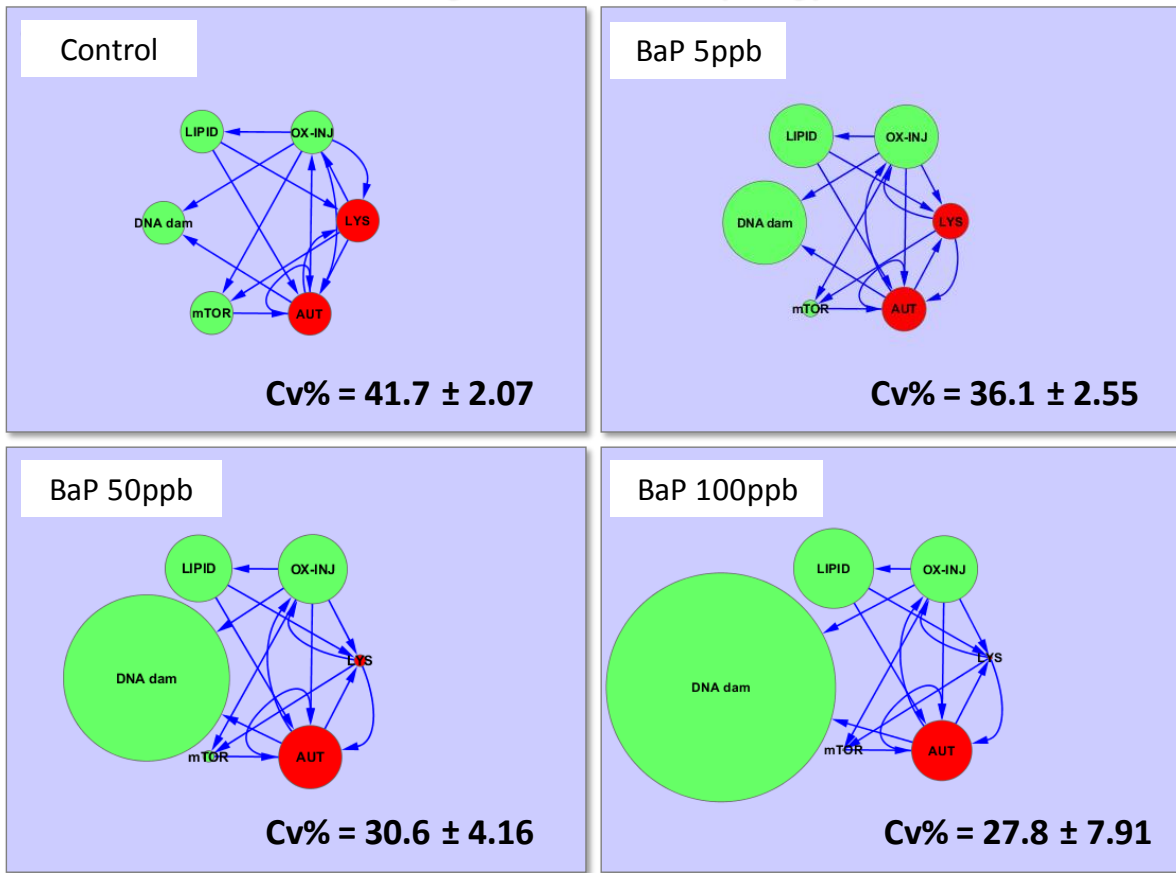 Control
LIPID
OX-INJ
DNA dam
LYS
mTOR
AUT
Cv% = 41.7 ± 2.07
BaP 5ppb
LIPID
OX-INJ
DNA dam
LYS
mTOR
AUT
Cv% = 36.1 ± 2.55
BaP 50ppb
LIPID
OX-INJ
LYS
DNA dam
mTOR
AUT
Cv% = 30.6 ± 4.16
BaP 100ppb
LIPID
OX-INJ
LYS
DNA dam
mTOR
AUT
Cv% = 27.8 ± 7.91